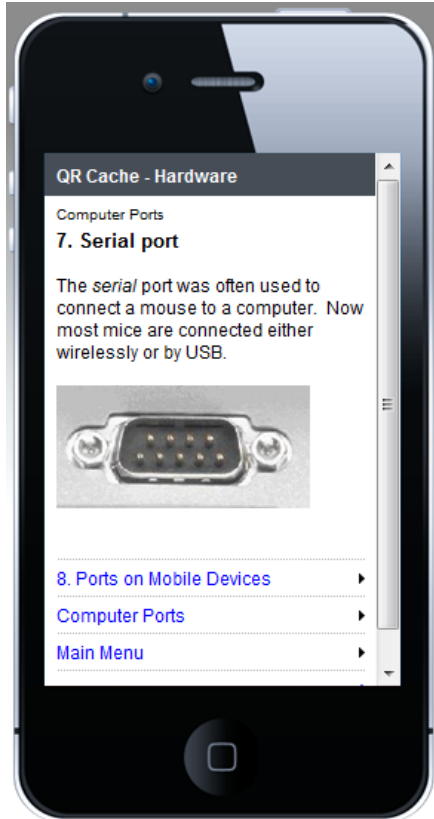 QR Cache - Hardware
Computer Ports
7. Serial port
The serial port was often used to
connect a mouse to a computer.  Now
most mice are connected either
wirelessly or by USB.
8. Ports on Mobile Devices
Computer Ports
Main Menu